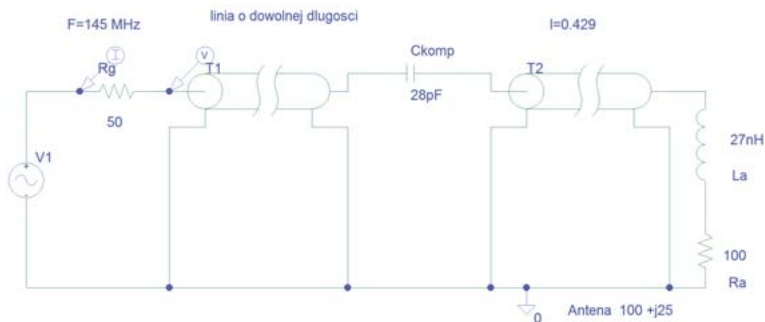 linia o dowolnej dlugosci
F=145 MHz
l=0.429
Ckomp
I
V
Rg
T1
T2
28pF
50
27nH
V1
La
100
Ra
0
Antena 100 +j25